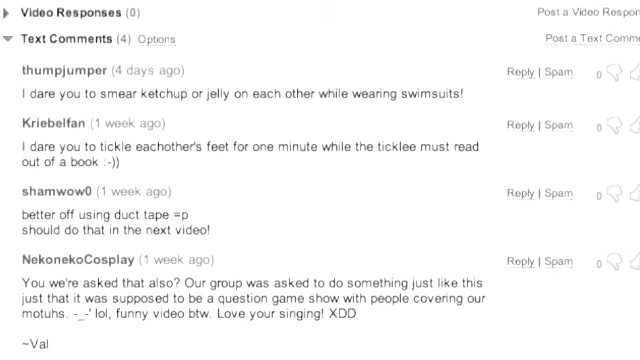 Video Responses (0) Post a Video Respon
Text Comments (4) Options Post a Text Comme
thumpjumper (4 days ago) Reply | Spam 0
I dare you to smear ketchup or jelly on each other while wearing swimsuits!
Kriebelfan (1 week ago) Reply | Spam 0
I dare you to tickle eachother's feet for one minute while the ticklee must read
out of a book :-))
shamwow0 (1 week ago) Reply | Spam 0
better off using duct tape =p
should do that in the next video!
NekonekoCosplay (1 week ago) Reply | Spam 0
You we're asked that also? Our group was asked to do something just like this
just that it was supposed to be a question game show with people covering our
motuhs. -_-' lol, funny video btw. Love your singing! XDD
~Val